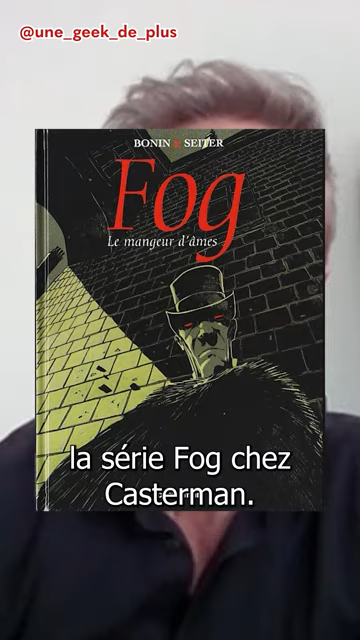 @une_geek_de_plus
BONIN & SEITER
Fog
Le mangeur d'âmes
la série Fog chez
Casterman.